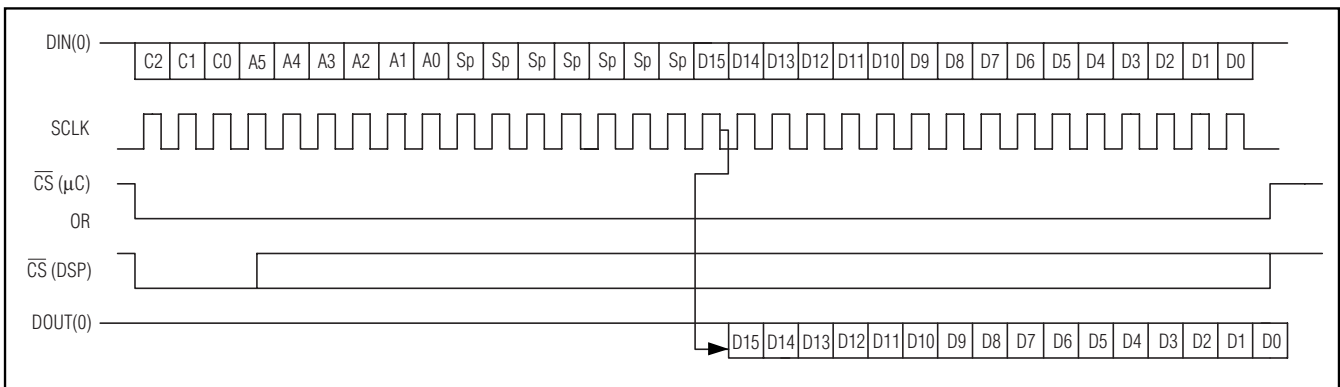 DIN(0)
C2 C1 C0 A5 A4 A3 A2 A1 A0 Sp Sp Sp Sp Sp Sp Sp D15 D14 D13 D12 D11 D10 D9 D8 D7 D6 D5 D4 D3 D2 D1 D0
SCLK
C̅S̅ (μC)
OR
C̅S̅ (DSP)
DOUT(0)
D15 D14 D13 D12 D11 D10 D9 D8 D7 D6 D5 D4 D3 D2 D1 D0